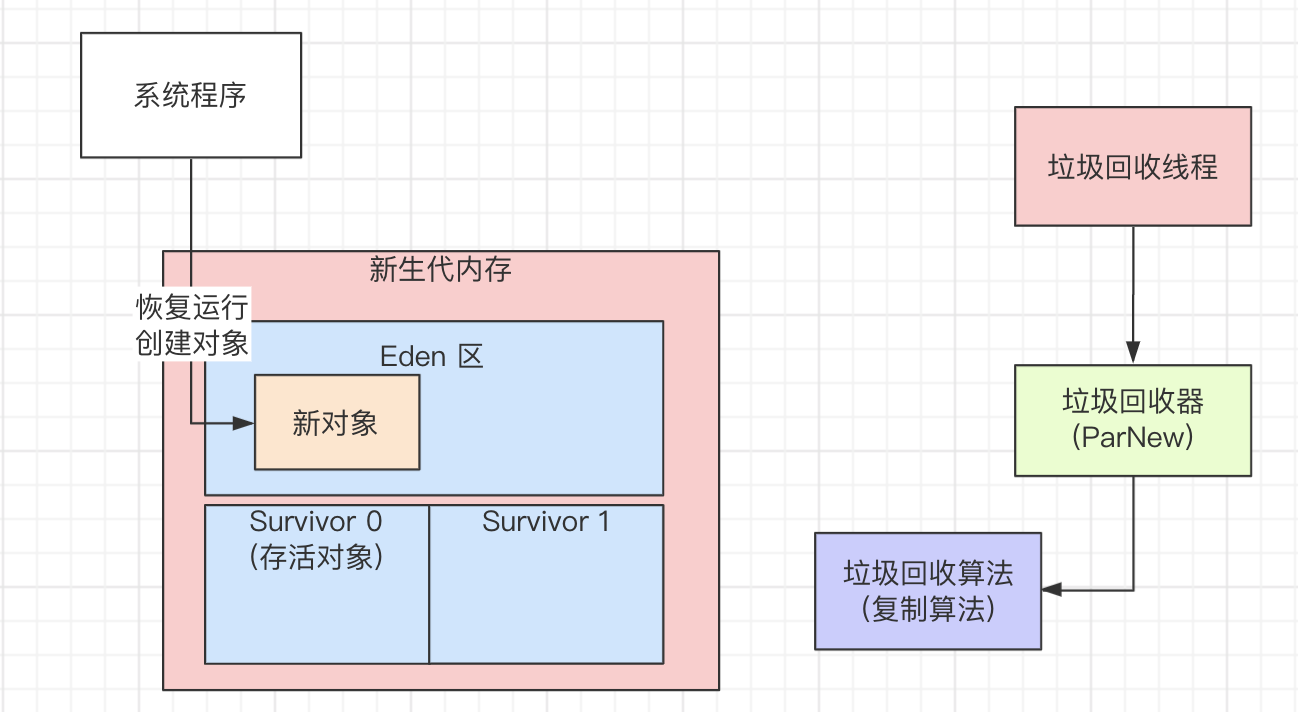 系统程序
垃圾回收线程
新生代内存
恢复运行
创建对象
Eden 区
新对象
垃圾回收器
(ParNew)
Survivor 0
(存活对象)
Survivor 1
垃圾回收算法
(复制算法)